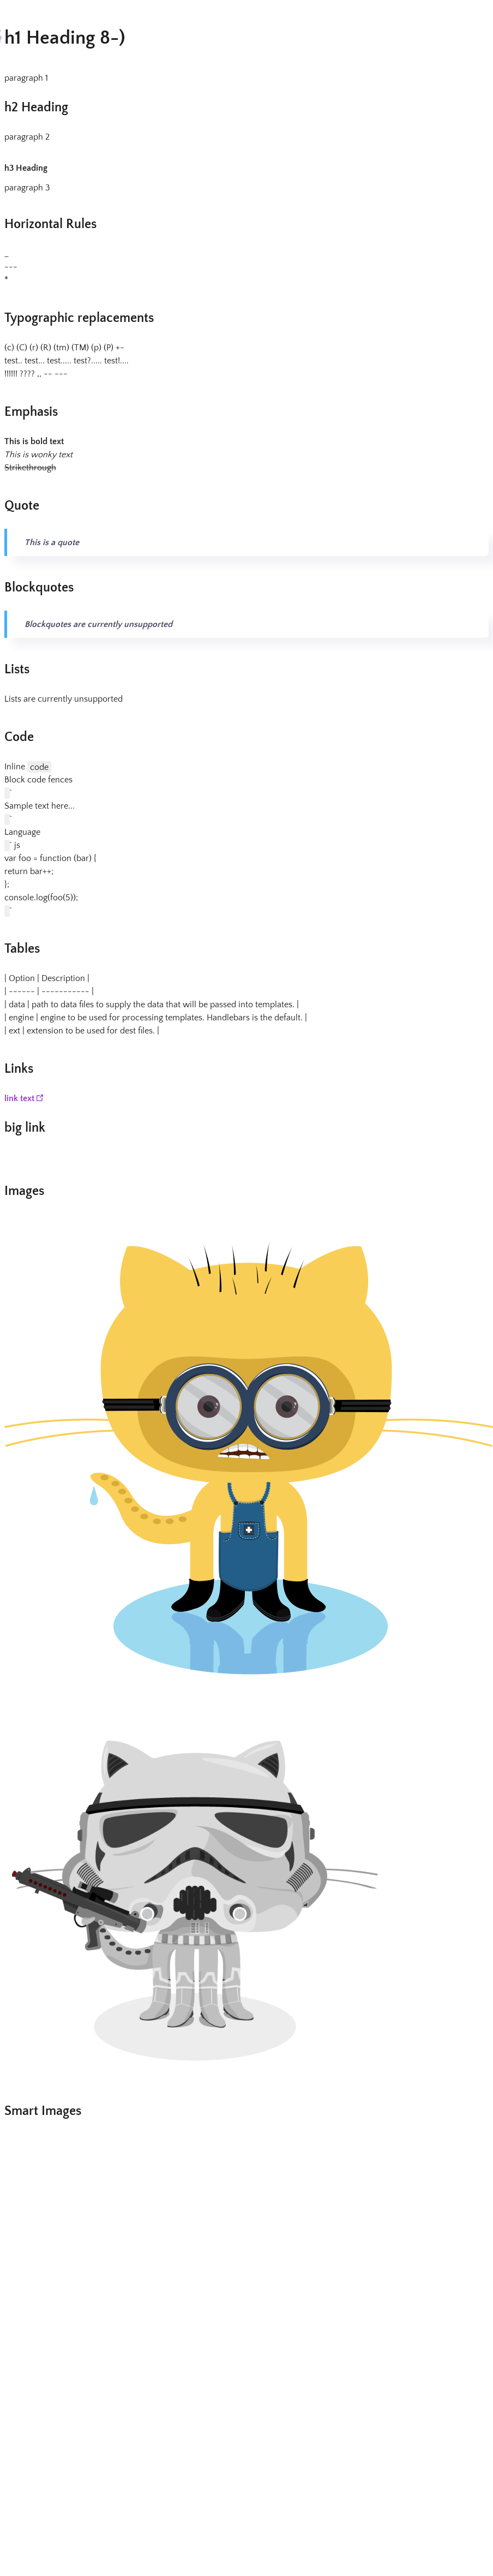 h1 Heading 8-)
paragraph 1
h2 Heading
paragraph 2
h3 Heading
paragraph 3
Horizontal Rules
_
---
*
Typographic replacements
(c) (C) (r) (R) (tm) (TM) (p) (P) +-
test.. test... test..... test?..... test!....
!!!!!! ???? ,, -- ---
Emphasis
This is bold text
This is wonky text
Strikethrough
Quote
This is a quote
Blockquotes
Blockquotes are currently unsupported
Lists
Lists are currently unsupported
Code
Inline code
Block code fences
`
Sample text here...
`
Language
` js
var foo = function (bar) {
return bar++;
};
console.log(foo(5));
`
Tables
| Option | Description |
| ------ | ----------- |
| data | path to data files to supply the data that will be passed into templates. |
| engine | engine to be used for processing templates. Handlebars is the default. |
| ext | extension to be used for dest files. |
Links
link text
big link
Images
Smart Images